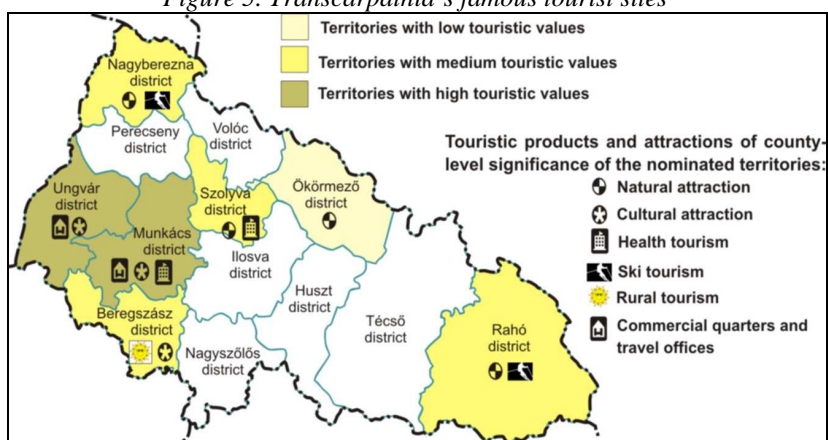 Figure 5. Transcarpathia's famous tourist sites
Territories with low touristic values
Territories with medium touristic values
Territories with high touristic values
Nagyberezna
district
Perecseny
district
Volóc
district
Ungvár
district
Szolyva
district
Ökörmező
district
Munkács
district
Ilosva
district
Huszt
district
Beregszász
district
Nagyszőlős
district
Técső
district
Rahó
district
Touristic products and attractions of county-
level significance of the nominated territories:
Natural attraction
Cultural attraction
Health tourism
Ski tourism
Rural tourism
Commercial quarters and
travel offices